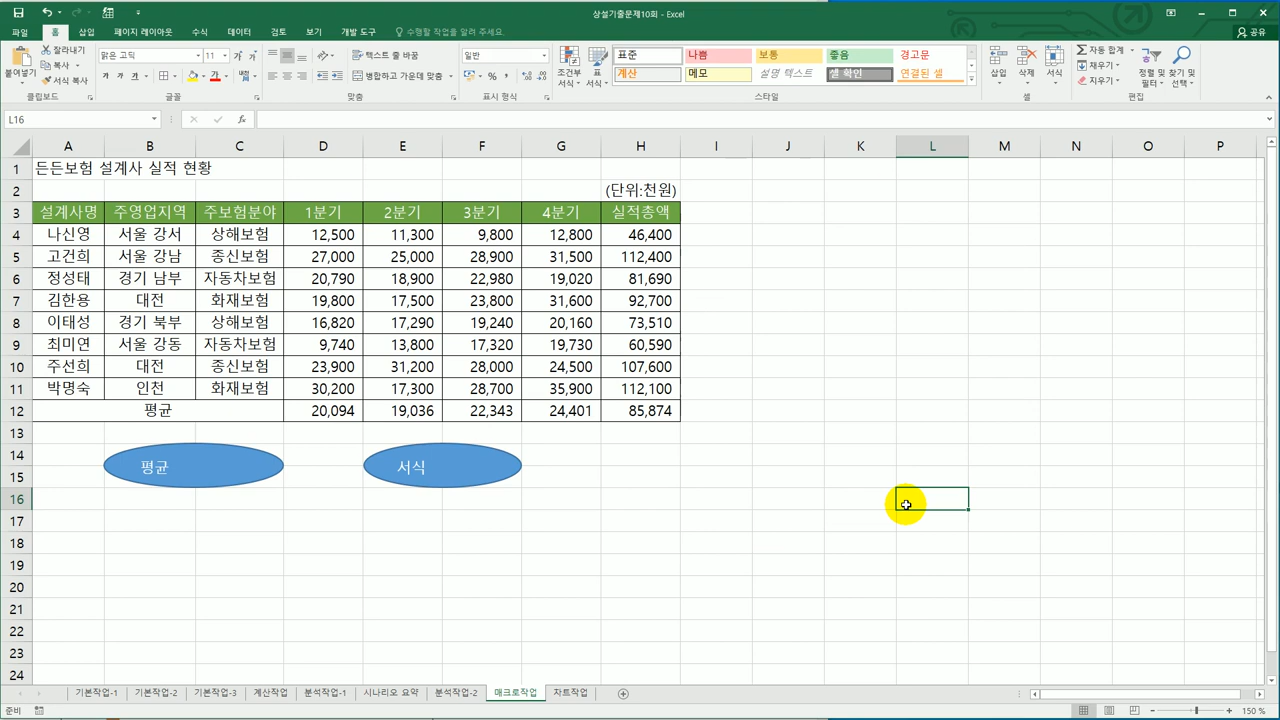 상설기출문제10회 - Excel
파일 홈 삽입 페이지 레이아웃 수식 데이터 검토 보기 개발 도구 수행할 작업을 알려 주세요. 공유
붙여넣기 잘라내기 복사 서식 복사 클립보드
맑은 고딕 11 가 가 가 글꼴
텍스트 줄 바꿈 병합하고 가운데 맞춤 맞춤
일반 % 표시 형식
조건부 서식 표 서식 표준 나쁨 보통 좋음 경고문
계산 메모 설명 텍스트 셀 확인 연결된 셀 스타일
삽입 삭제 서식 셀
자동 합계 채우기 지우기 정렬 및 필터 찾기 및 선택 편집
L16 fx
A B C D E F G H I J K L M N O P
1 든든보험 설계사 실적 현황
2 (단위:천원)
3 설계사명 주영업지역 주보험분야 1분기 2분기 3분기 4분기 실적총액
4 나신영 서울 강서 상해보험 12,500 11,300 9,800 12,800 46,400
5 고건희 서울 강남 종신보험 27,000 25,000 28,900 31,500 112,400
6 정성태 경기 남부 자동차보험 20,790 18,900 22,980 19,020 81,690
7 김한용 대전 화재보험 19,800 17,500 23,800 31,600 92,700
8 이태성 경기 북부 상해보험 16,820 17,290 19,240 20,160 73,510
9 최미연 서울 강동 자동차보험 9,740 13,800 17,320 19,730 60,590
10 주선희 대전 종신보험 23,900 31,200 28,000 24,500 107,600
11 박명숙 인천 화재보험 30,200 17,300 28,700 35,900 112,100
12 평균 20,094 19,036 22,343 24,401 85,874
13
14
평균 서식
15
16
17
18
19
20
21
22
23
24
기본작업-1 기본작업-2 기본작업-3 계산작업 분석작업-1 시나리오 요약 분석작업-2 매크로작업 차트작업
준비 150 %